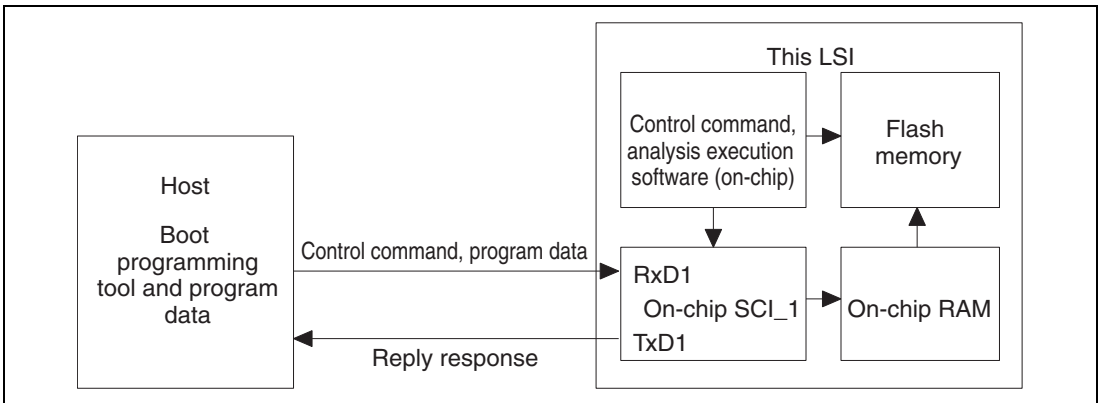 This LSI
Control command,
analysis execution
software (on-chip)
Flash
memory
Host
Boot
programming
tool and program
data
Control command, program data
RxD1
On-chip SCI_1
TxD1
On-chip RAM
Reply response